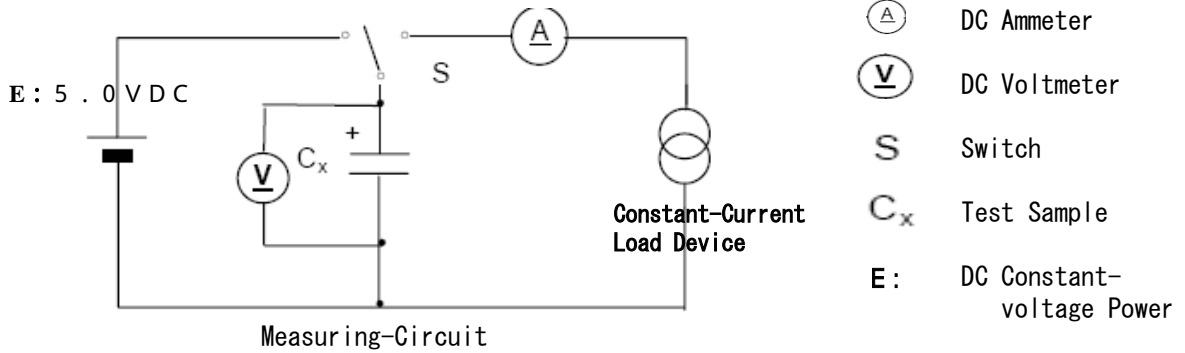 A
S
E: 5.0VDC
+
V
Cx
Constant-Current
Load Device
Measuring-Circuit
A DC Ammeter
V DC Voltmeter
S Switch
Cx Test Sample
E: DC Constant-
voltage Power